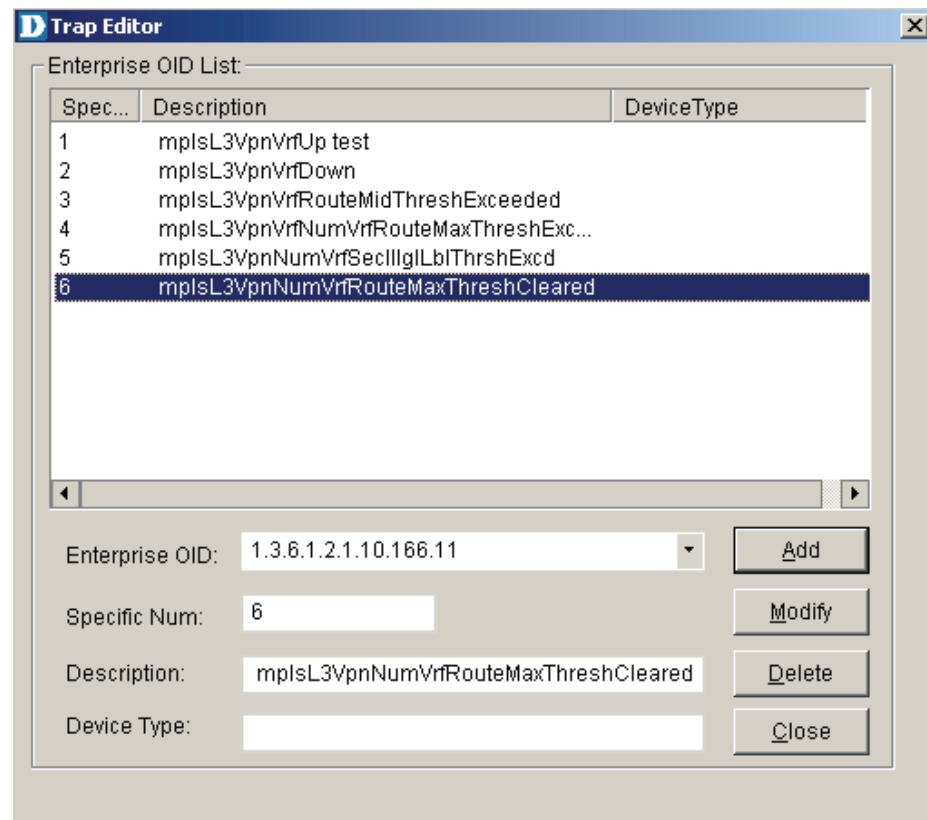 D Trap Editor
Enterprise OID List:
Spec... Description DeviceType
1 mplsL3VpnVrfUp test
2 mplsL3VpnVrfDown
3 mplsL3VpnVrfRouteMidThreshExceeded
4 mplsL3VpnVrfNumVrfRouteMaxThreshExc...
5 mplsL3VpnNumVrfSecIllglLblThrshExcd
6 mplsL3VpnNumVrfRouteMaxThreshCleared
Enterprise OID: 1.3.6.1.2.1.10.166.11 Add
Specific Num: 6 Modify
Description: mplsL3VpnNumVrfRouteMaxThreshCleared Delete
Device Type: Close